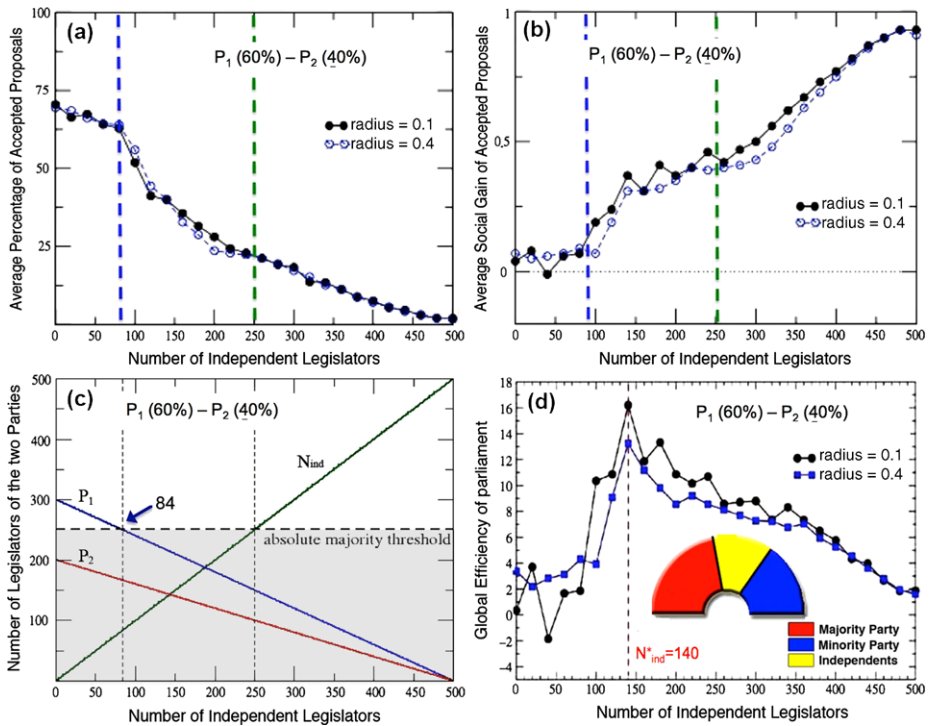 (a)
P₁ (60%) – P₂ (40%)
radius = 0.1
radius = 0.4
Average Percentage of Accepted Proposals
100
75
50
25
0 50 100 150 200 250 300 350 400 450 500
Number of Independent Legislators
(b)
P₁ (60%) – P₂ (40%)
radius = 0.1
radius = 0.4
Average Social Gain of Accepted Proposals
1
0,5
0
0 50 100 150 200 250 300 350 400 450 500
Number of Independent Legislators
(c)
P₁ (60%) – P₂ (40%)
Nind
84
P₁
P₂
absolute majority threshold
Number of Legislators of the two Parties
500
400
300
200
100
0 50 100 150 200 250 300 350 400 450 500
Number of Independent Legislators
(d)
P₁ (60%) – P₂ (40%)
radius = 0.1
radius = 0.4
Global Efficiency of parliament
18
16
14
12
10
8
6
4
2
0
-2
-4
N*ind=140
Majority Party
Minority Party
Independents
0 50 100 150 200 250 300 350 400 450 500
Number of Independent Legislators